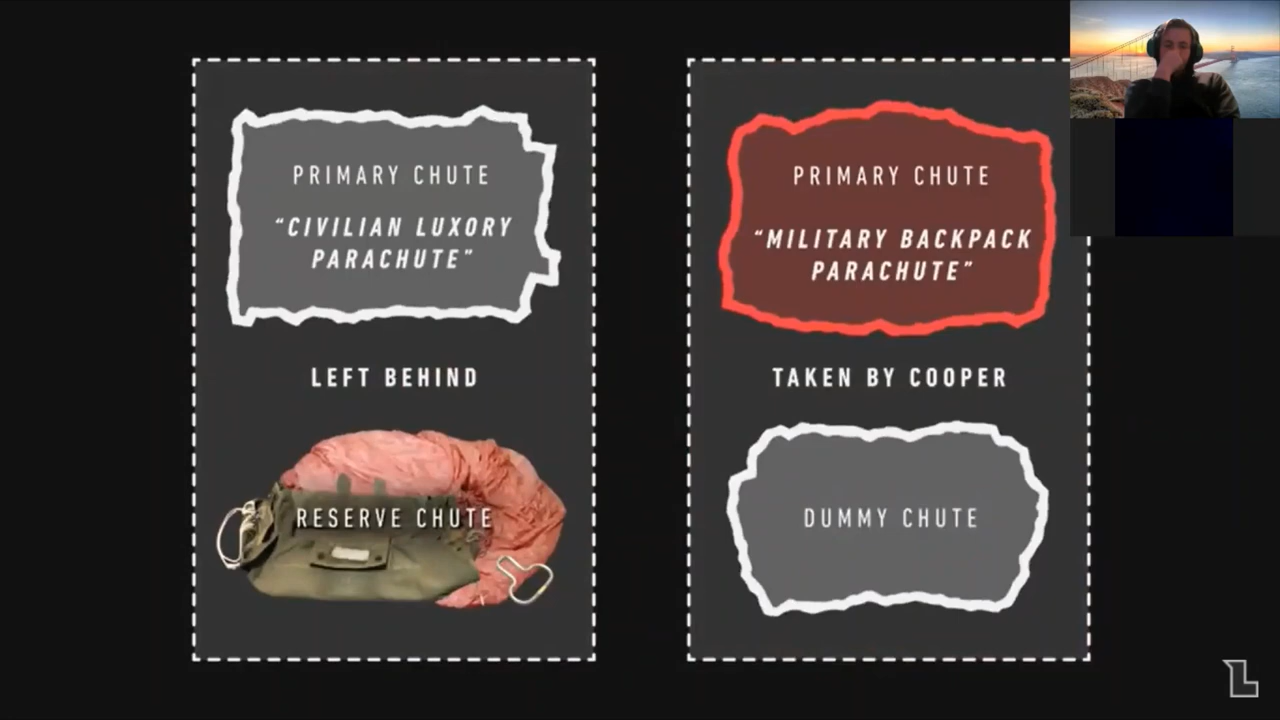 PRIMARY CHUTE
“CIVILIAN LUXORY
PARACHUTE”
LEFT BEHIND
RESERVE CHUTE
PRIMARY CHUTE
“MILITARY BACKPACK
PARACHUTE”
TAKEN BY COOPER
DUMMY CHUTE
L